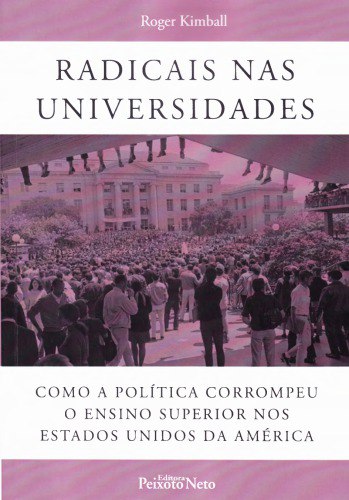 Roger Kimball
RADICAIS NAS
UNIVERSIDADES
COMO A POLÍTICA CORROMPEU
O ENSINO SUPERIOR NOS
ESTADOS UNIDOS DA AMÉRICA
Editora
Peixoto Neto